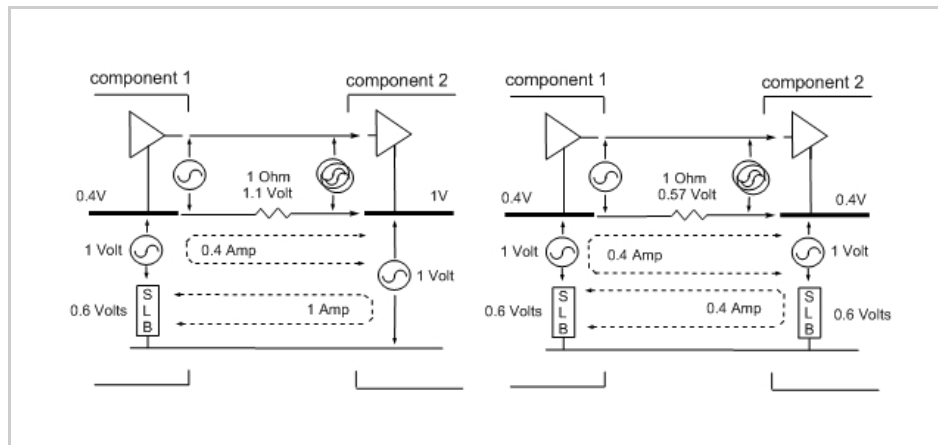 component 1
component 2
1 Ohm
1.1 Volt
0.4V
1V
1 Volt
0.4 Amp
1 Volt
0.6 Volts
S
L
B
1 Amp
component 1
component 2
1 Ohm
0.57 Volt
0.4V
0.4V
1 Volt
0.4 Amp
1 Volt
0.6 Volts
S
L
B
0.4 Amp
S
L
B
0.6 Volts